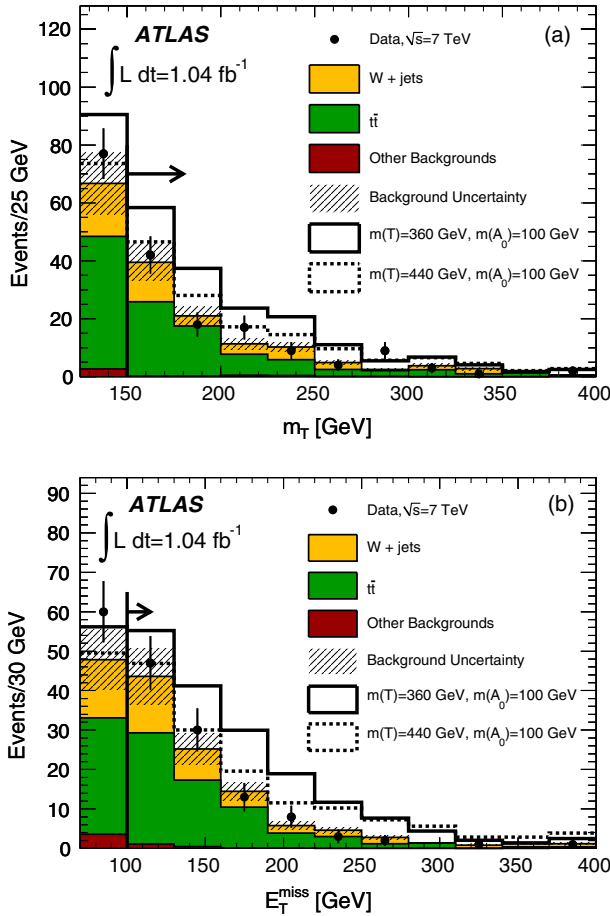 ATLAS
∫ L dt=1.04 fb⁻¹
(a)
Data,√s=7 TeV
W + jets
tt̄
Other Backgrounds
Background Uncertainty
m(T)=360 GeV, m(A₀)=100 GeV
m(T)=440 GeV, m(A₀)=100 GeV
Events/25 GeV
0 20 40 60 80 100 120
150 200 250 300 350 400
m_T [GeV]
ATLAS
∫ L dt=1.04 fb⁻¹
(b)
Data,√s=7 TeV
W + jets
tt̄
Other Backgrounds
Background Uncertainty
m(T)=360 GeV, m(A₀)=100 GeV
m(T)=440 GeV, m(A₀)=100 GeV
Events/30 GeV
0 10 20 30 40 50 60 70 80 90
100 150 200 250 300 350 400
E_T^miss [GeV]